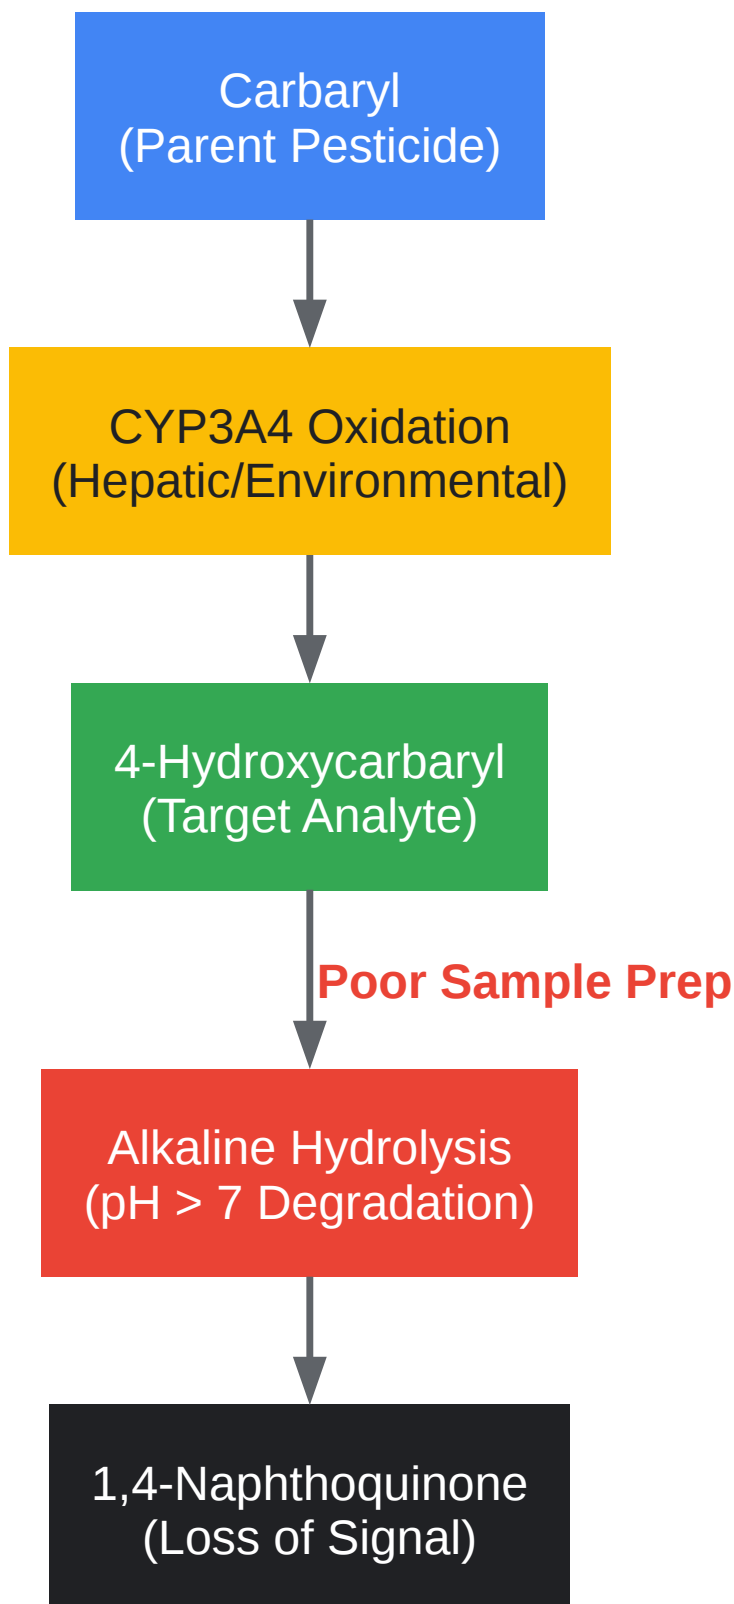 Carbaryl
(Parent Pesticide)
CYP3A4 Oxidation
(Hepatic/Environmental)
4-Hydroxycarbaryl
(Target Analyte)
Poor Sample Prep
Alkaline Hydrolysis
(pH > 7 Degradation)
1,4-Naphthoquinone
(Loss of Signal)